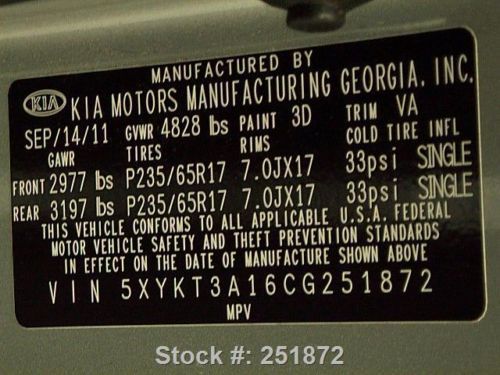 MANUFACTURED BY
KIA KIA MOTORS MANUFACTURING GEORGIA, INC.
SEP/14/11 GVWR 4828 lbs PAINT 3D TRIM VA
GAWR TIRES RIMS COLD TIRE INFL
FRONT 2977 lbs P235/65R17 7.0JX17 33psi SINGLE
REAR 3197 lbs P235/65R17 7.0JX17 33psi SINGLE
THIS VEHICLE CONFORMS TO ALL APPLICABLE U.S.A. FEDERAL
MOTOR VEHICLE SAFETY AND THEFT PREVENTION STANDARDS
IN EFFECT ON THE DATE OF MANUFACTURE SHOWN ABOVE
VIN 5XYKT3A16CG251872
MPV
Stock #: 251872